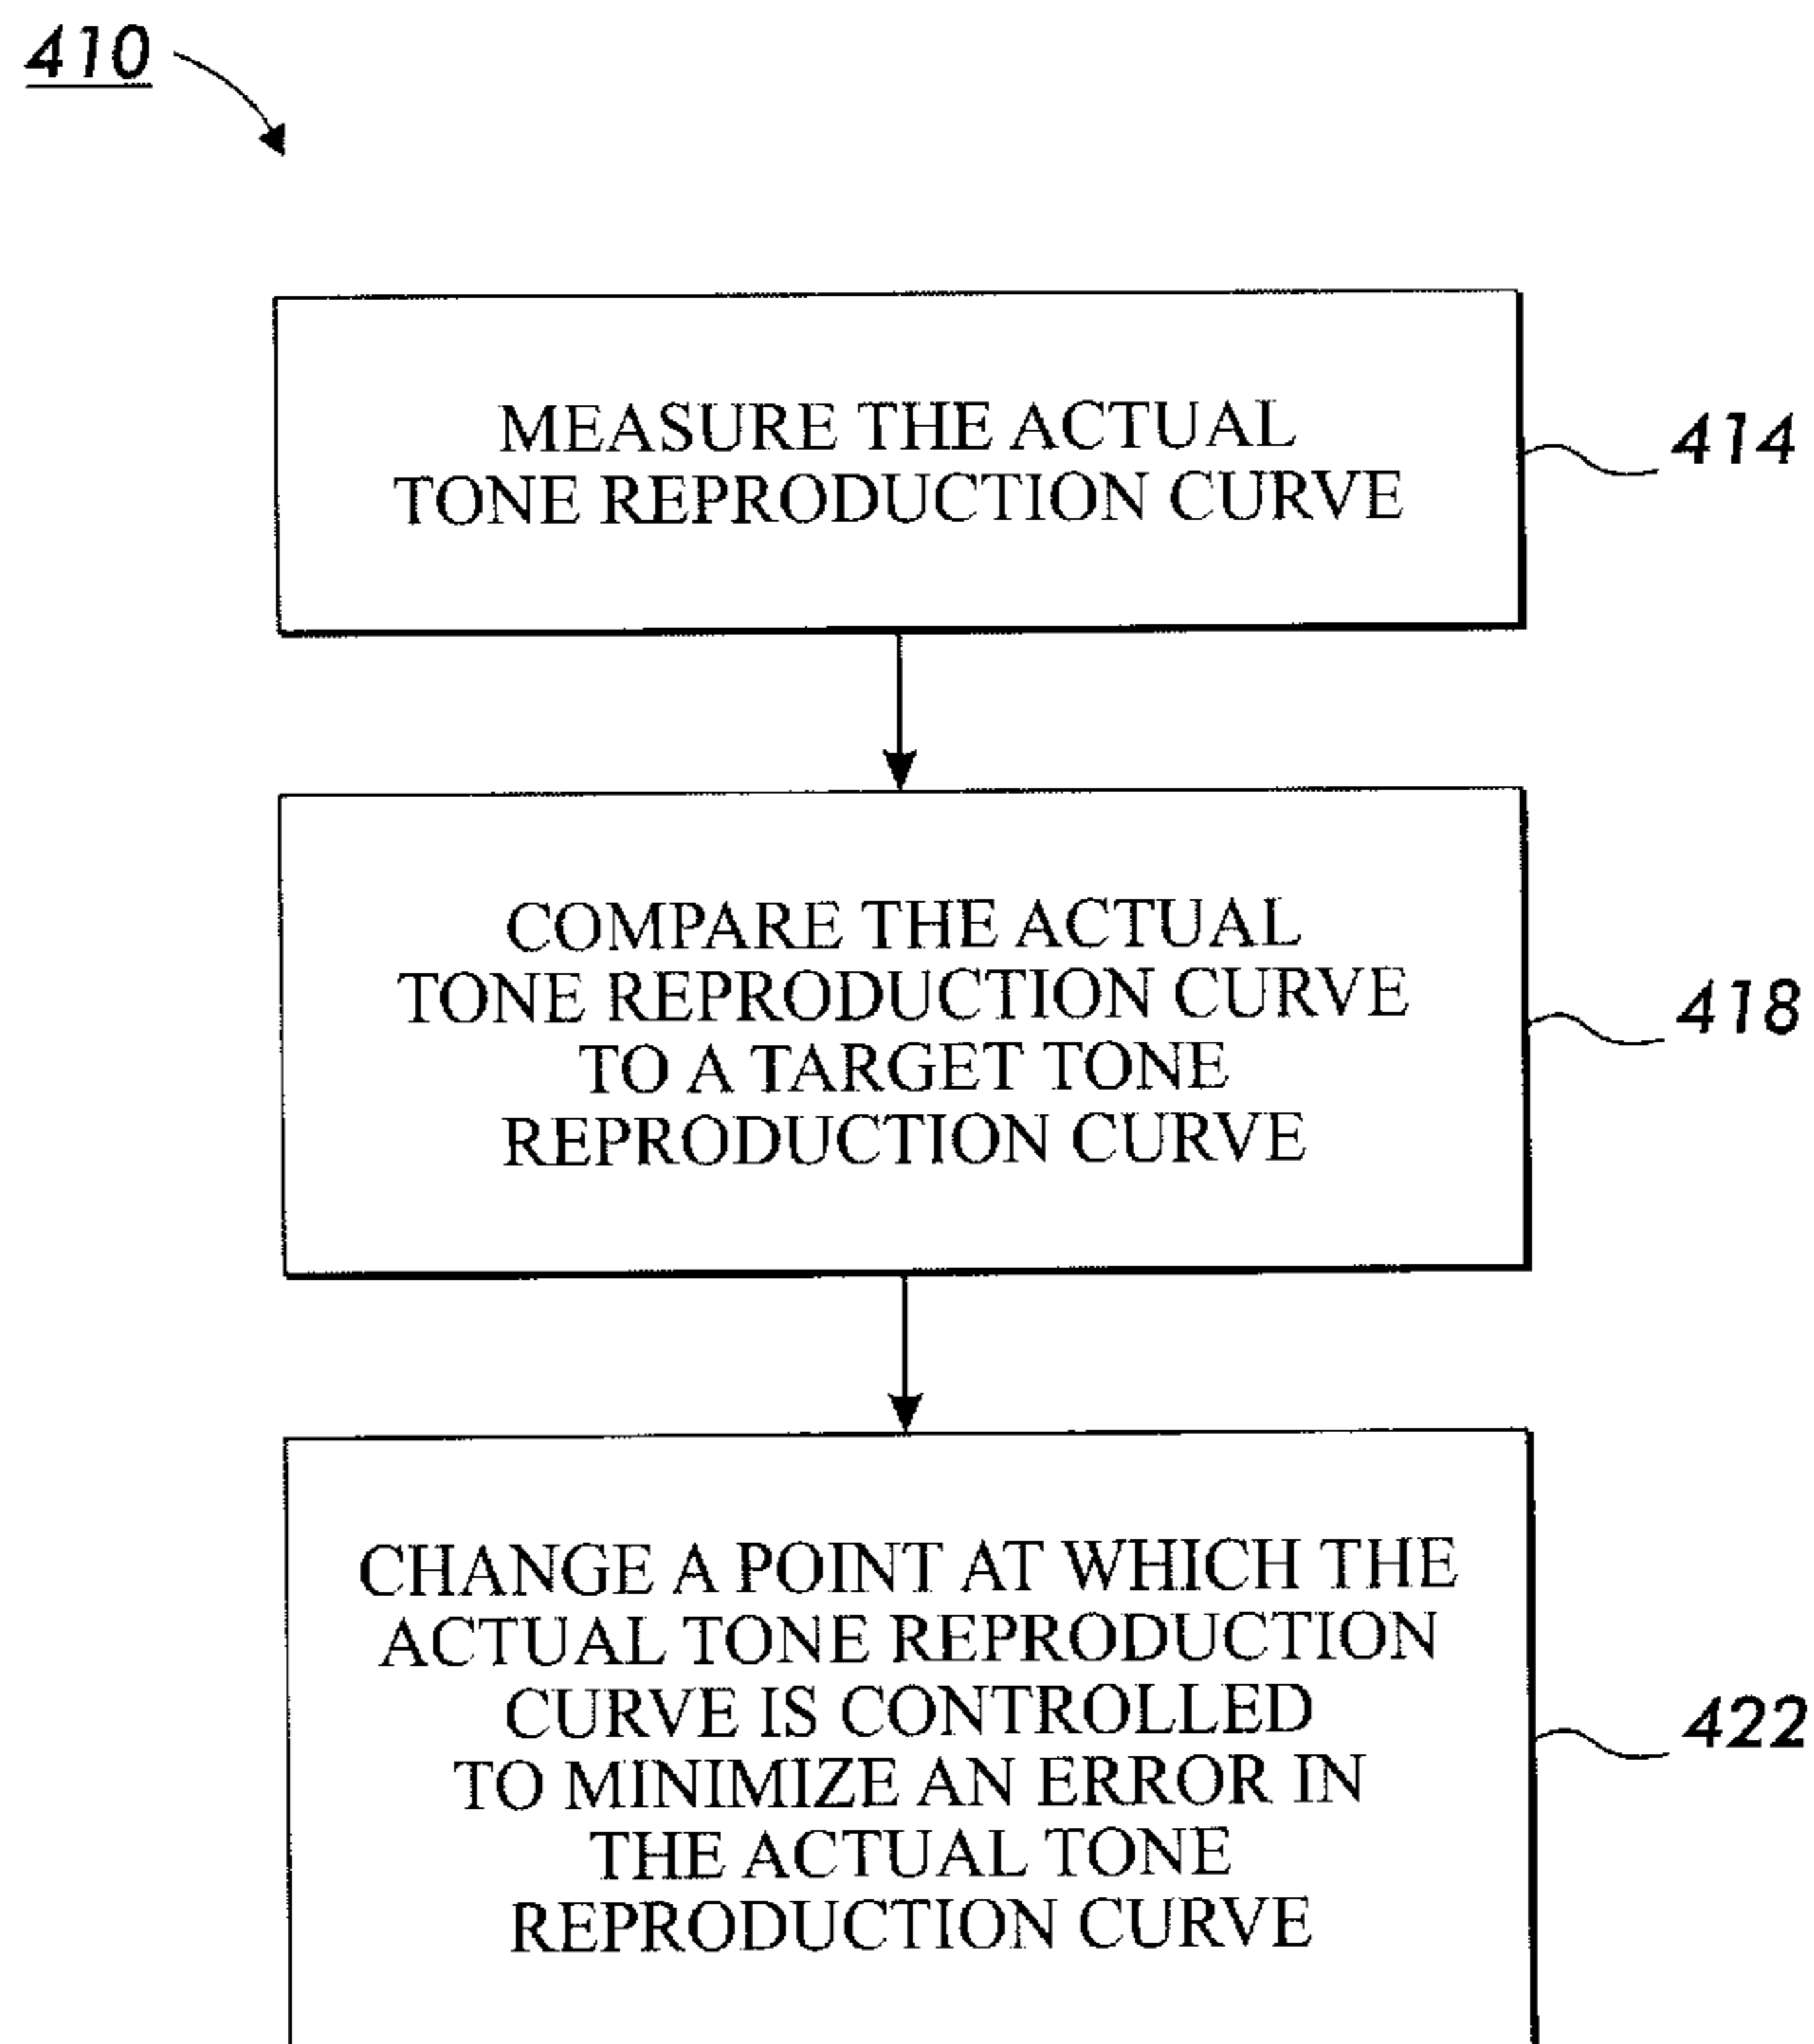 410
MEASURE THE ACTUAL
TONE REPRODUCTION CURVE
414
COMPARE THE ACTUAL
TONE REPRODUCTION CURVE
TO A TARGET TONE
REPRODUCTION CURVE
418
CHANGE A POINT AT WHICH THE
ACTUAL TONE REPRODUCTION
CURVE IS CONTROLLED
TO MINIMIZE AN ERROR IN
THE ACTUAL TONE
REPRODUCTION CURVE
422